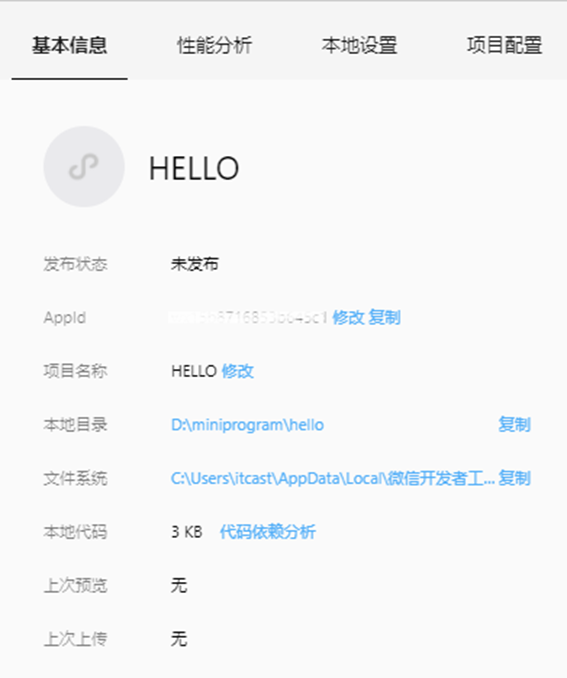 基本信息 性能分析 本地设置 项目配置
HELLO
发布状态 未发布
AppId 修改 复制
项目名称 HELLO 修改
本地目录 D:\miniprogram\hello 复制
文件系统 C:\Users\itcast\AppData\Local\微信开发者工... 复制
本地代码 3 KB 代码依赖分析
上次预览 无
上次上传 无